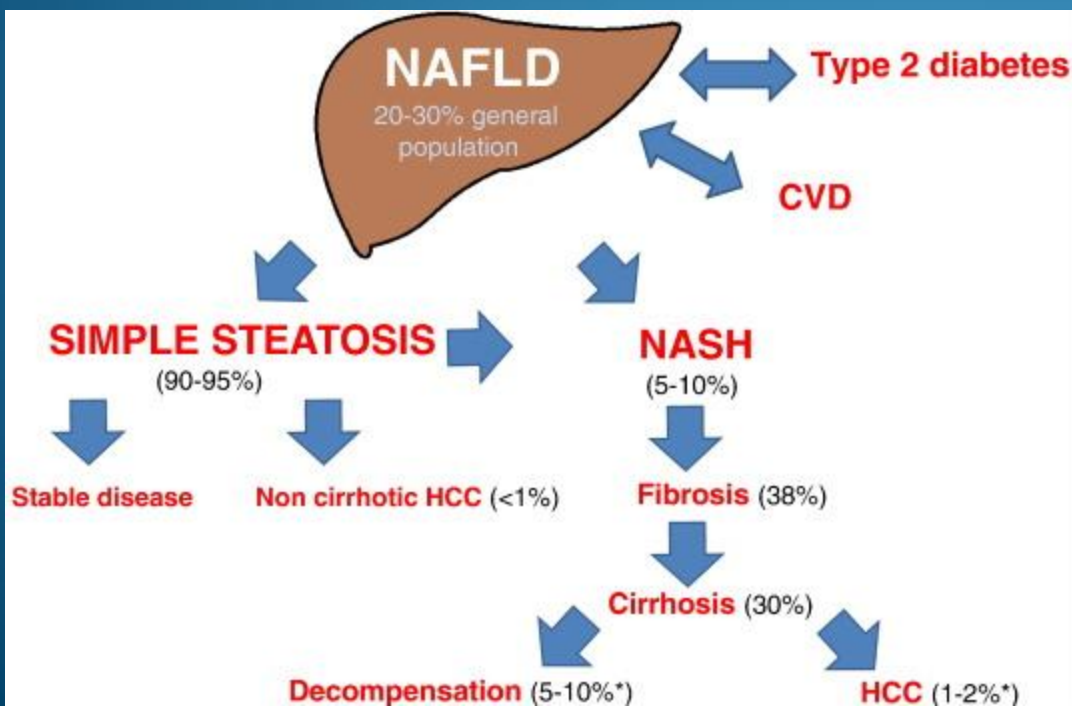 NAFLD
20-30% general
population
Type 2 diabetes
CVD
SIMPLE STEATOSIS
(90-95%)
NASH
(5-10%)
Stable disease
Non cirrhotic HCC (<1%)
Fibrosis (38%)
Cirrhosis (30%)
Decompensation (5-10%*)
HCC (1-2%*)